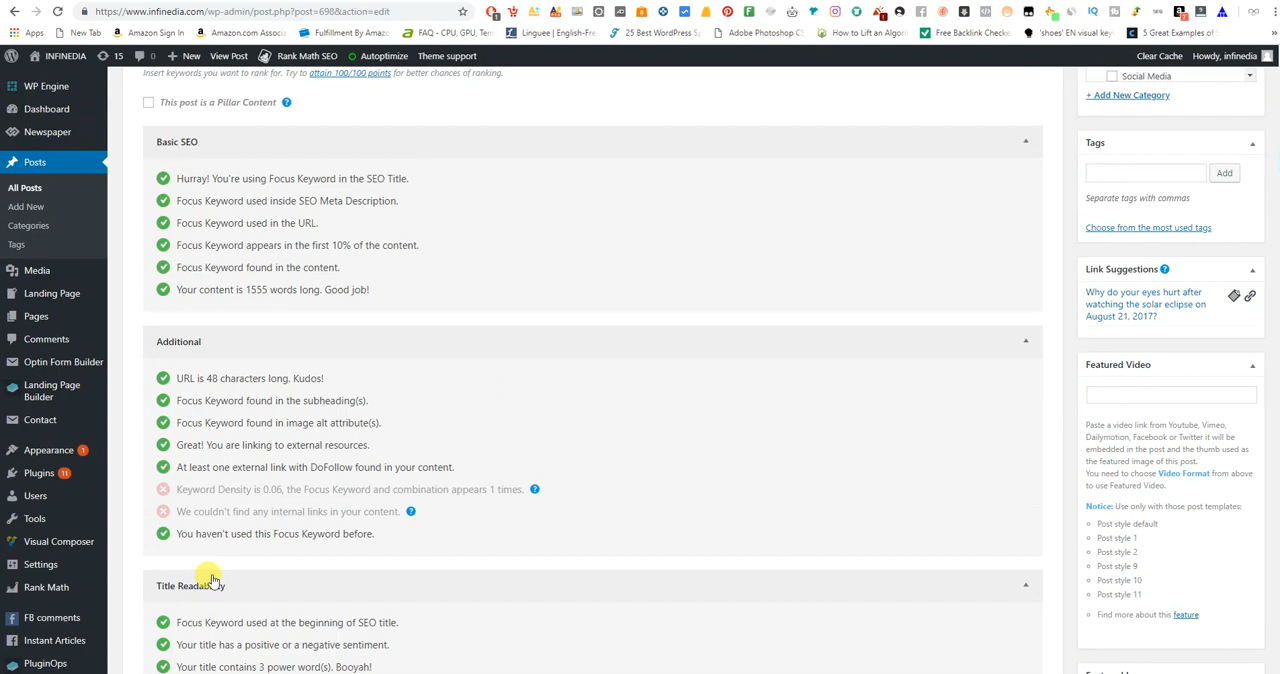 https://www.infinedia.com/wp-admin/post.php?post=698&action=edit
Apps
New Tab
Amazon Sign In
Amazon.com Associ
Fulfillment By Amazo
FAQ - CPU, GPU, Term
Linguee | English-Fre
25 Best WordPress S
Adobe Photoshop C
How to Lift an Algorit
Free Backlink Checke
'shoes' EN visual key
5 Great Examples of
INFINEDIA
15
0
New
View Post
Rank Math SEO
Autoptimize
Theme support
Clear Cache
Howdy, infinedia
WP Engine
Dashboard
Newspaper
Posts
All Posts
Add New
Categories
Tags
Media
Landing Page
Pages
Comments
Optin Form Builder
Landing Page
Builder
Contact
Appearance 1
Plugins 11
Users
Tools
Visual Composer
Settings
Rank Math
FB comments
Instant Articles
PluginOps
Insert keywords you want to rank for. Try to attain 100/100 points for better chances of ranking.
This post is a Pillar Content
Basic SEO
Hurray! You're using Focus Keyword in the SEO Title.
Focus Keyword used inside SEO Meta Description.
Focus Keyword used in the URL.
Focus Keyword appears in the first 10% of the content.
Focus Keyword found in the content.
Your content is 1555 words long. Good job!
Additional
URL is 48 characters long. Kudos!
Focus Keyword found in the subheading(s).
Focus Keyword found in image alt attribute(s).
Great! You are linking to external resources.
At least one external link with DoFollow found in your content.
Keyword Density is 0.06, the Focus Keyword and combination appears 1 times.
We couldn't find any internal links in your content.
You haven't used this Focus Keyword before.
Title Readability
Focus Keyword used at the beginning of SEO title.
Your title has a positive or a negative sentiment.
Your title contains 3 power word(s). Booyah!
Social Media
+ Add New Category
Tags
Add
Separate tags with commas
Choose from the most used tags
Link Suggestions
Why do your eyes hurt after
watching the solar eclipse on
August 21, 2017?
Featured Video
Paste a video link from Youtube, Vimeo,
Dailymotion, Facebook or Twitter it will be
embedded in the post and the thumb used as
the featured image of this post.
You need to choose Video Format from above
to use Featured Video.
Notice: Use only with those post templates:
Post style default
Post style 1
Post style 2
Post style 9
Post style 10
Post style 11
Find more about this feature